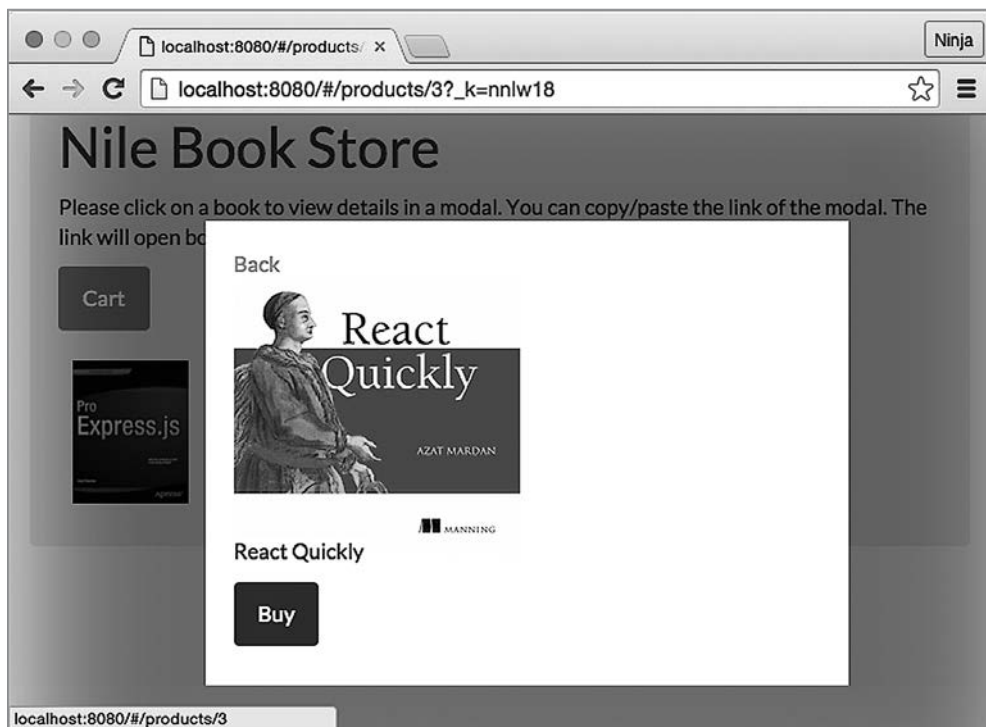 localhost:8080/#/products/
Ninja
localhost:8080/#/products/3?_k=nnlw18
Nile Book Store
Please click on a book to view details in a modal. You can copy/paste the link of the modal. The
link will open bo
Cart
Pro
Express.js
Apress
Back
React
Quickly
AZAT MARDAN
MANNING
React Quickly
Buy
localhost:8080/#/products/3